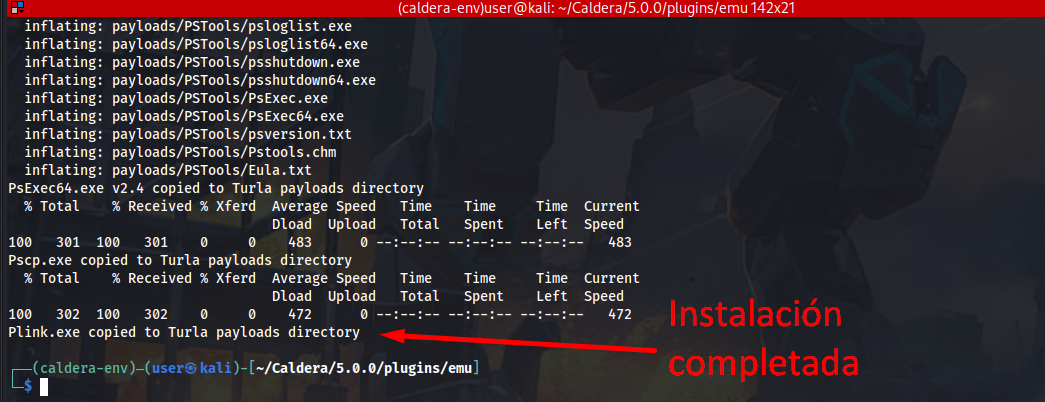 (caldera-env)user@kali: ~/Caldera/5.0.0/plugins/emu 142x21
inflating: payloads/PSTools/psloglist.exe
inflating: payloads/PSTools/psloglist64.exe
inflating: payloads/PSTools/psshutdown.exe
inflating: payloads/PSTools/psshutdown64.exe
inflating: payloads/PSTools/PsExec.exe
inflating: payloads/PSTools/PsExec64.exe
inflating: payloads/PSTools/psversion.txt
inflating: payloads/PSTools/Pstools.chm
inflating: payloads/PSTools/Eula.txt
PsExec64.exe v2.4 copied to Turla payloads directory
% Total % Received % Xferd Average Speed Time Time Time Current
Dload Upload Total Spent Left Speed
100 301 100 301 0 0 483 0 --:--:-- --:--:-- --:--:-- 483
Pscp.exe copied to Turla payloads directory
% Total % Received % Xferd Average Speed Time Time Time Current
Dload Upload Total Spent Left Speed
100 302 100 302 0 0 472 0 --:--:-- --:--:-- --:--:-- 472
Plink.exe copied to Turla payloads directory
Instalación
completada
┌──(caldera-env)─(user㉿kali)-[~/Caldera/5.0.0/plugins/emu]
└─$